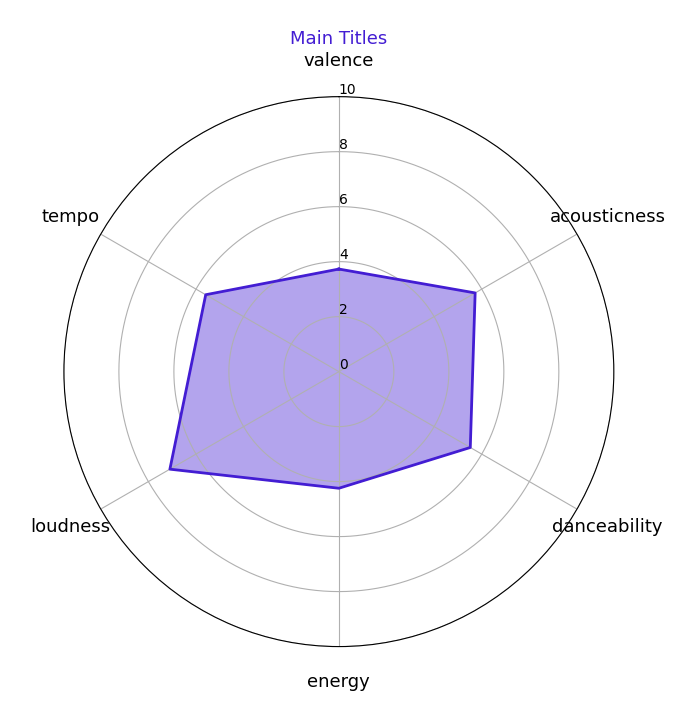 Main Titles
valence
10
8
tempo
6
acousticness
4
2
0
loudness
danceability
energy